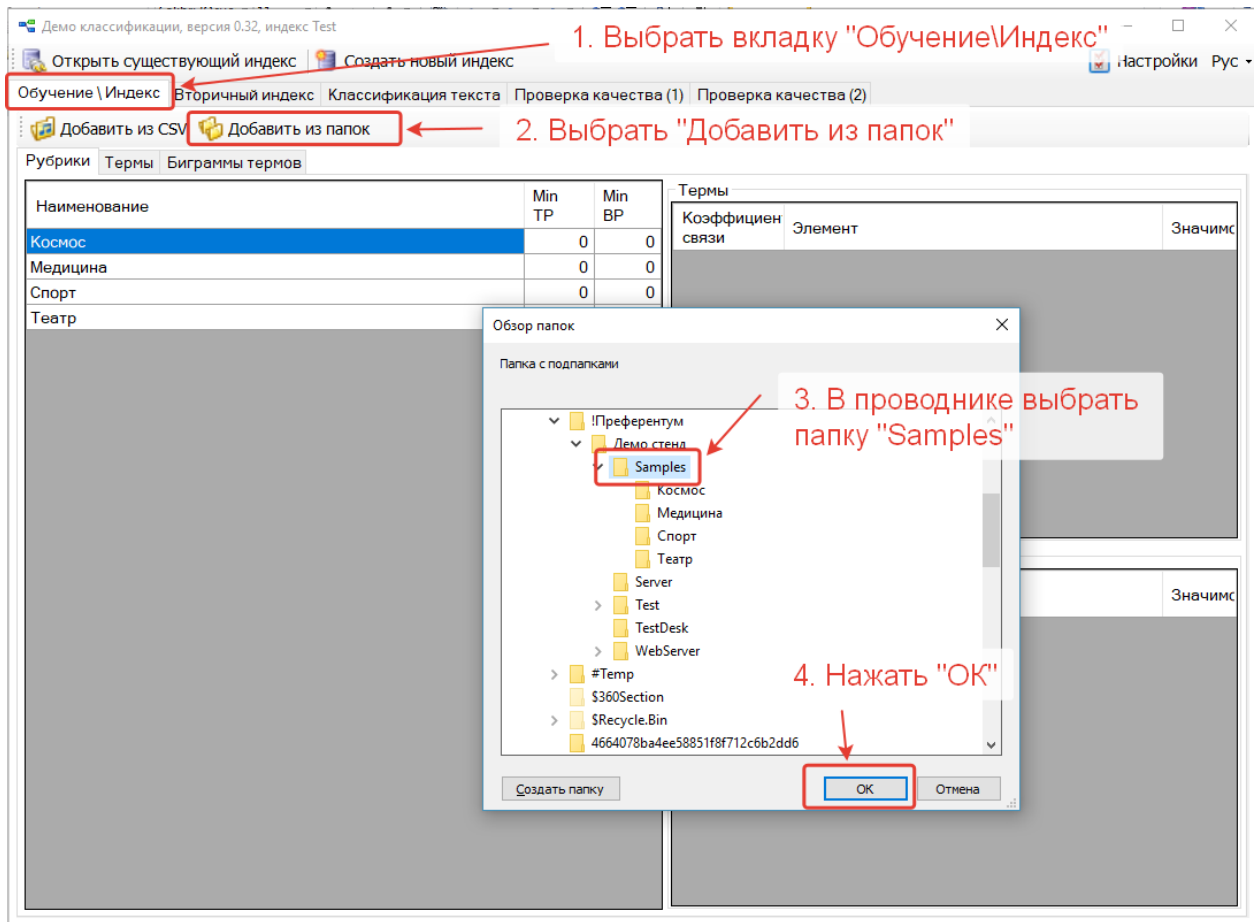 Демо классификации, версия 0.32, индекс Test
1. Выбрать вкладку "Обучение\Индекс"
Открыть существующий индекс Создать новый индекс Настройки Рус
Обучение \ Индекс Вторичный индекс Классификация текста Проверка качества (1) Проверка качества (2)
Добавить из CSV Добавить из папок
2. Выбрать "Добавить из папок"
Рубрики Термы Биграммы термов
Наименование Min TP Min BP
Космос 0 0
Медицина 0 0
Спорт 0 0
Театр
Термы
Коэффициен
связи
Элемент Значимо
Обзор папок
Папка с подпапками
3. В проводнике выбрать
папку "Samples"
!Преферентум
Демо стенд
Samples
Космос
Медицина
Спорт
Театр
Server
Test
TestDesk
WebServer
#Temp
$360Section
$Recycle.Bin
4664078ba4ee58851f8f712c6b2dd6
Значимо
4. Нажать "ОК"
Создать папку ОК Отмена